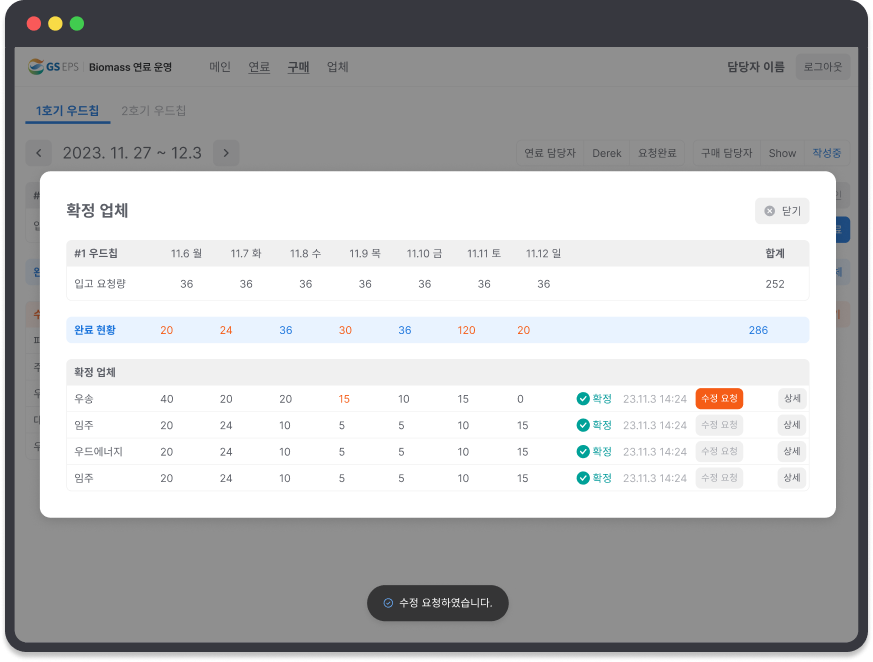 GS EPS Biomass 연료 운영 메인 연료 구매 업체 담당자 이름 로그아웃
1호기 우드칩 2호기 우드칩
2023. 11. 27 ~ 12.3 연료 담당자 Derek 요청완료 구매 담당자 Show 작성중
확정 업체 닫기
#1 우드칩 11.6 월 11.7 화 11.8 수 11.9 목 11.10 금 11.11 토 11.12 일 합계
입고 요청량 36 36 36 36 36 36 36 252
완료 현황 20 24 36 30 36 120 20 286
확정 업체
우송 40 20 20 15 10 15 0 확정 23.11.3 14:24 수정 요청 상세
임주 20 24 10 5 5 10 15 확정 23.11.3 14:24 수정 요청 상세
우드에너지 20 24 10 5 5 10 15 확정 23.11.3 14:24 수정 요청 상세
임주 20 24 10 5 5 10 15 확정 23.11.3 14:24 수정 요청 상세
수정 요청하였습니다.